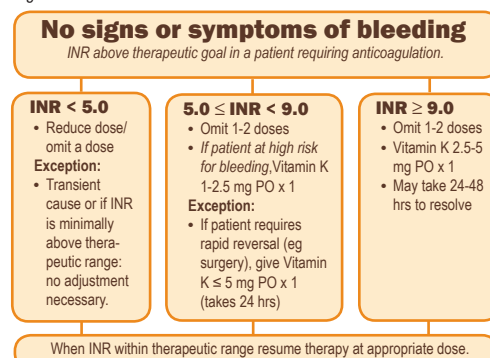 No signs or symptoms of bleeding
INR above therapeutic goal in a patient requiring anticoagulation.
INR < 5.0
• Reduce dose/
omit a dose
Exception:
• Transient
cause or if INR
is minimally
above thera-
peutic range:
no adjustment
necessary.
5.0 ≤ INR < 9.0
• Omit 1-2 doses
• If patient at high risk
for bleeding,Vitamin K
1-2.5 mg PO x 1
Exception:
• If patient requires
rapid reversal (eg
surgery), give Vitamin
K ≤ 5 mg PO x 1
(takes 24 hrs)
INR ≥ 9.0
• Omit 1-2 doses
• Vitamin K 2.5-5
mg PO x 1
• May take 24-48
hrs to resolve
When INR within therapeutic range resume therapy at appropriate dose.